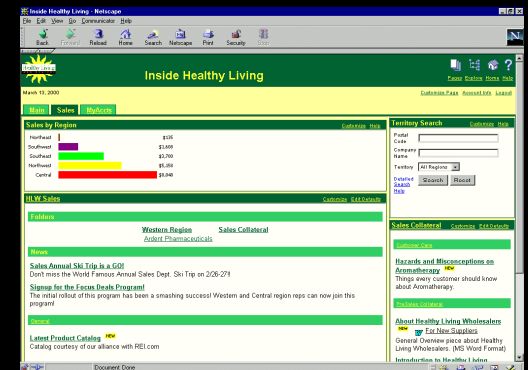 Inside Healthy Living - Netscape
File Edit View Go Communicator Help
Back Forward Reload Home Search Netscape Print Security Stop
N
Healthy Living
Inside Healthy Living
Pages Explore Home Help
March 13, 2000
Customize Page Account Info Logout
Main Sales MyAccts
Sales by Region Customize Help
Northeast $135
Southwest $1,600
Southeast $3,700
Northwest
Central
HLW Sales Customize Edit Defaults
Folders
Western Region Sales Collateral
Ardent Pharmaceuticals
News
Sales Annual Ski Trip is a GO!
Don't miss the World Famous Annual Sales Dept. Ski Trip on 2/26-27!!
Signup for the Focus Deals Program!
The initial rollout of this program has been a smashing success! Western and Central region reps can now join this
program!
General
Latest Product Catalog NEW
Catalog courtesy of our alliance with REI.com
Territory Search Customize Help
Postal
Code
Company
Name
Territory All Regions
Detailed
Search
Help
Search Reset
Sales Collateral Customize Edit Defaults
Customer Care
Hazards and Misconceptions on
Aromatherapy NEW
Things every customer should know
about Aromatherapy.
PreSales Collateral
About Healthy Living Wholesalers
NEW For New Suppliers
General Overview piece about Healthy
Living Wholesalers. (MS Word Format)
Introduction to Healthy Living
Document: Done